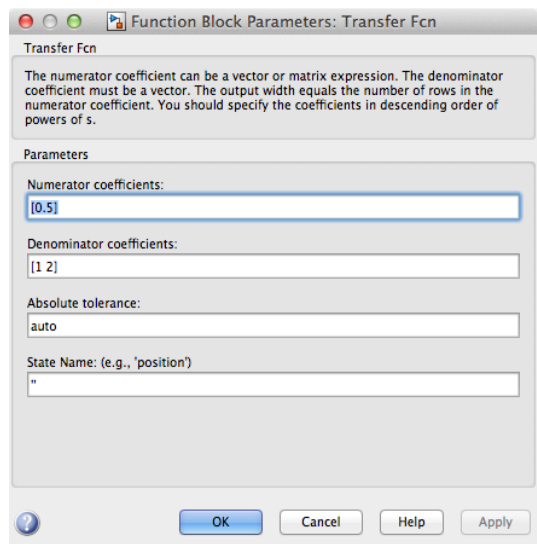 Function Block Parameters: Transfer Fcn
Transfer Fcn
The numerator coefficient can be a vector or matrix expression. The denominator
coefficient must be a vector. The output width equals the number of rows in the
numerator coefficient. You should specify the coefficients in descending order of
powers of s.
Parameters
Numerator coefficients:
[0.5]
Denominator coefficients:
[1 2]
Absolute tolerance:
auto
State Name: (e.g., 'position')
''
? OK Cancel Help Apply